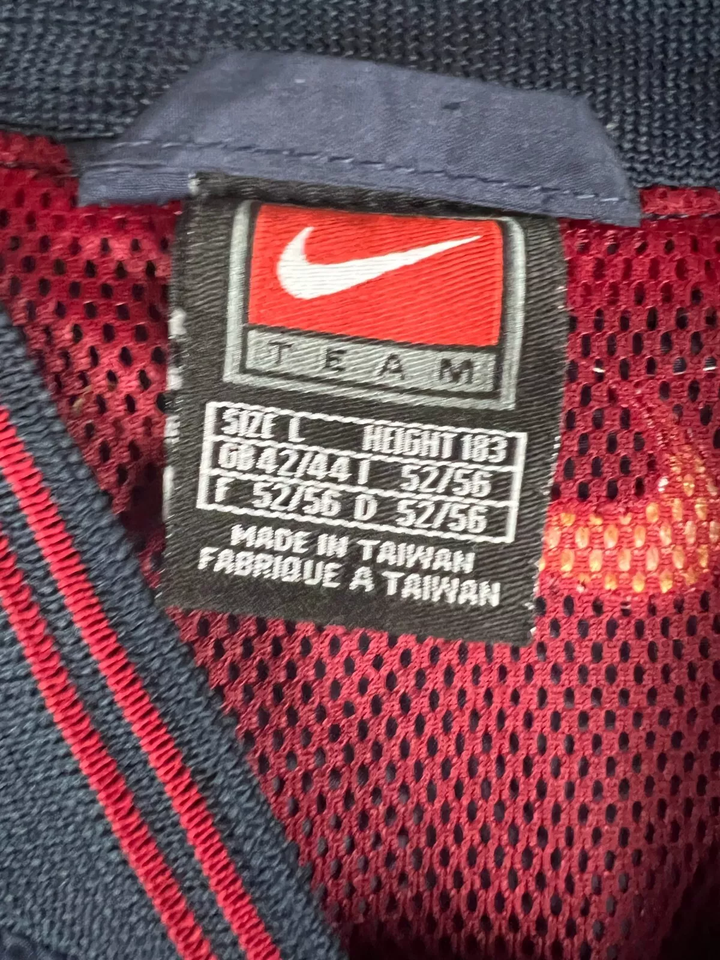 TEAM
SIZE L HEIGHT 183
GB 42/44 I 52/56
F 52/56 D 52/56
MADE IN TAIWAN
FABRIQUE A TAIWAN